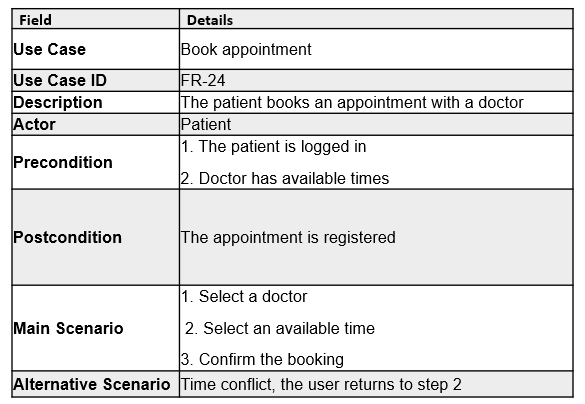 Field Details
Use Case Book appointment
Use Case ID FR-24
Description The patient books an appointment with a doctor
Actor Patient
Precondition 1. The patient is logged in
2. Doctor has available times
Postcondition The appointment is registered
Main Scenario 1. Select a doctor
2. Select an available time
3. Confirm the booking
Alternative Scenario Time conflict, the user returns to step 2